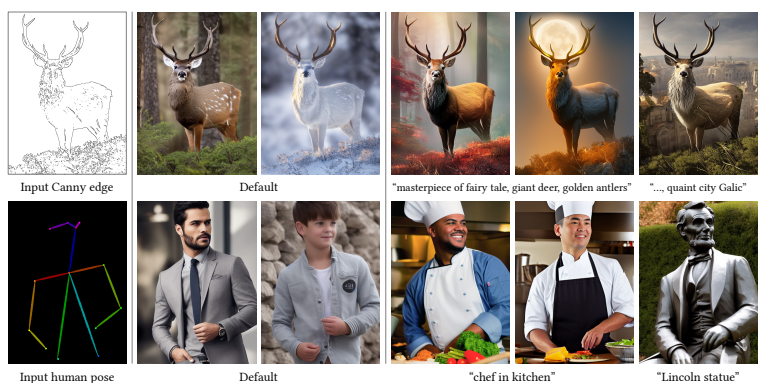 Input Canny edge
Default
“masterpiece of fairy tale, giant deer, golden antlers”
“..., quaint city Galic”
Input human pose
Default
“chef in kitchen”
“Lincoln statue”